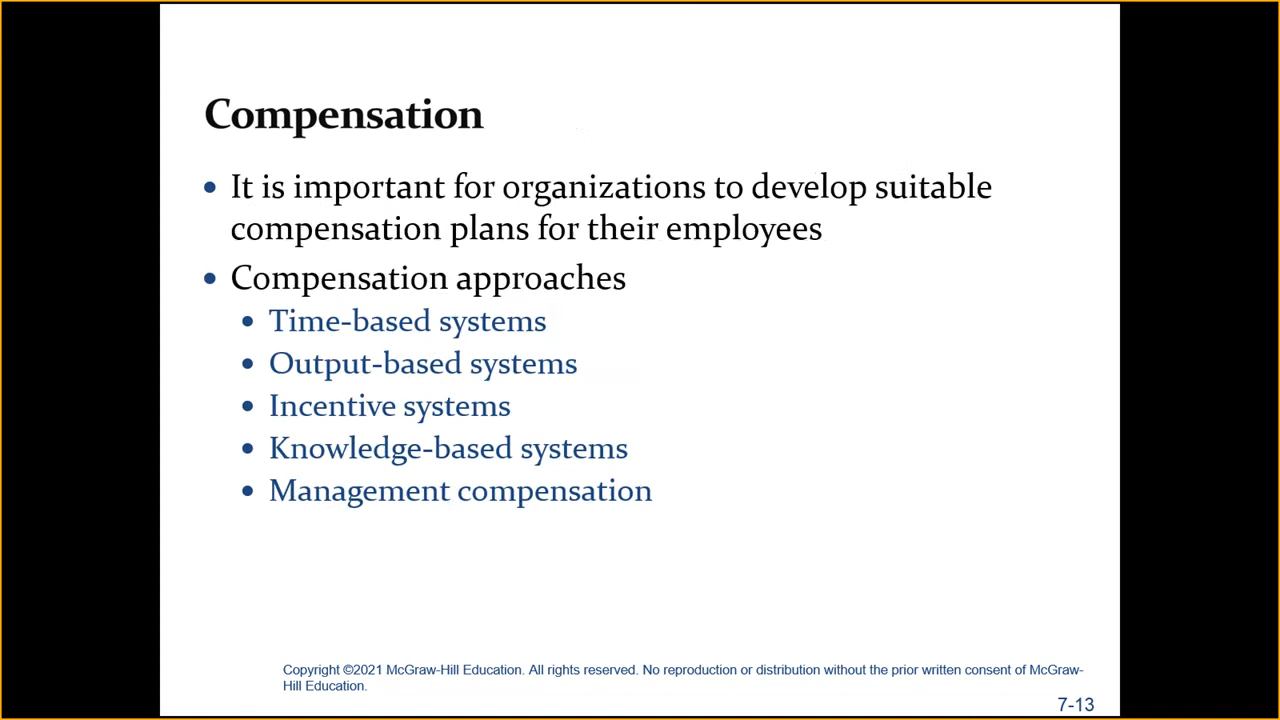 Compensation
• It is important for organizations to develop suitable
compensation plans for their employees
• Compensation approaches
• Time-based systems
• Output-based systems
• Incentive systems
• Knowledge-based systems
• Management compensation
Copyright ©2021 McGraw-Hill Education. All rights reserved. No reproduction or distribution without the prior written consent of McGraw-
Hill Education.
7-13